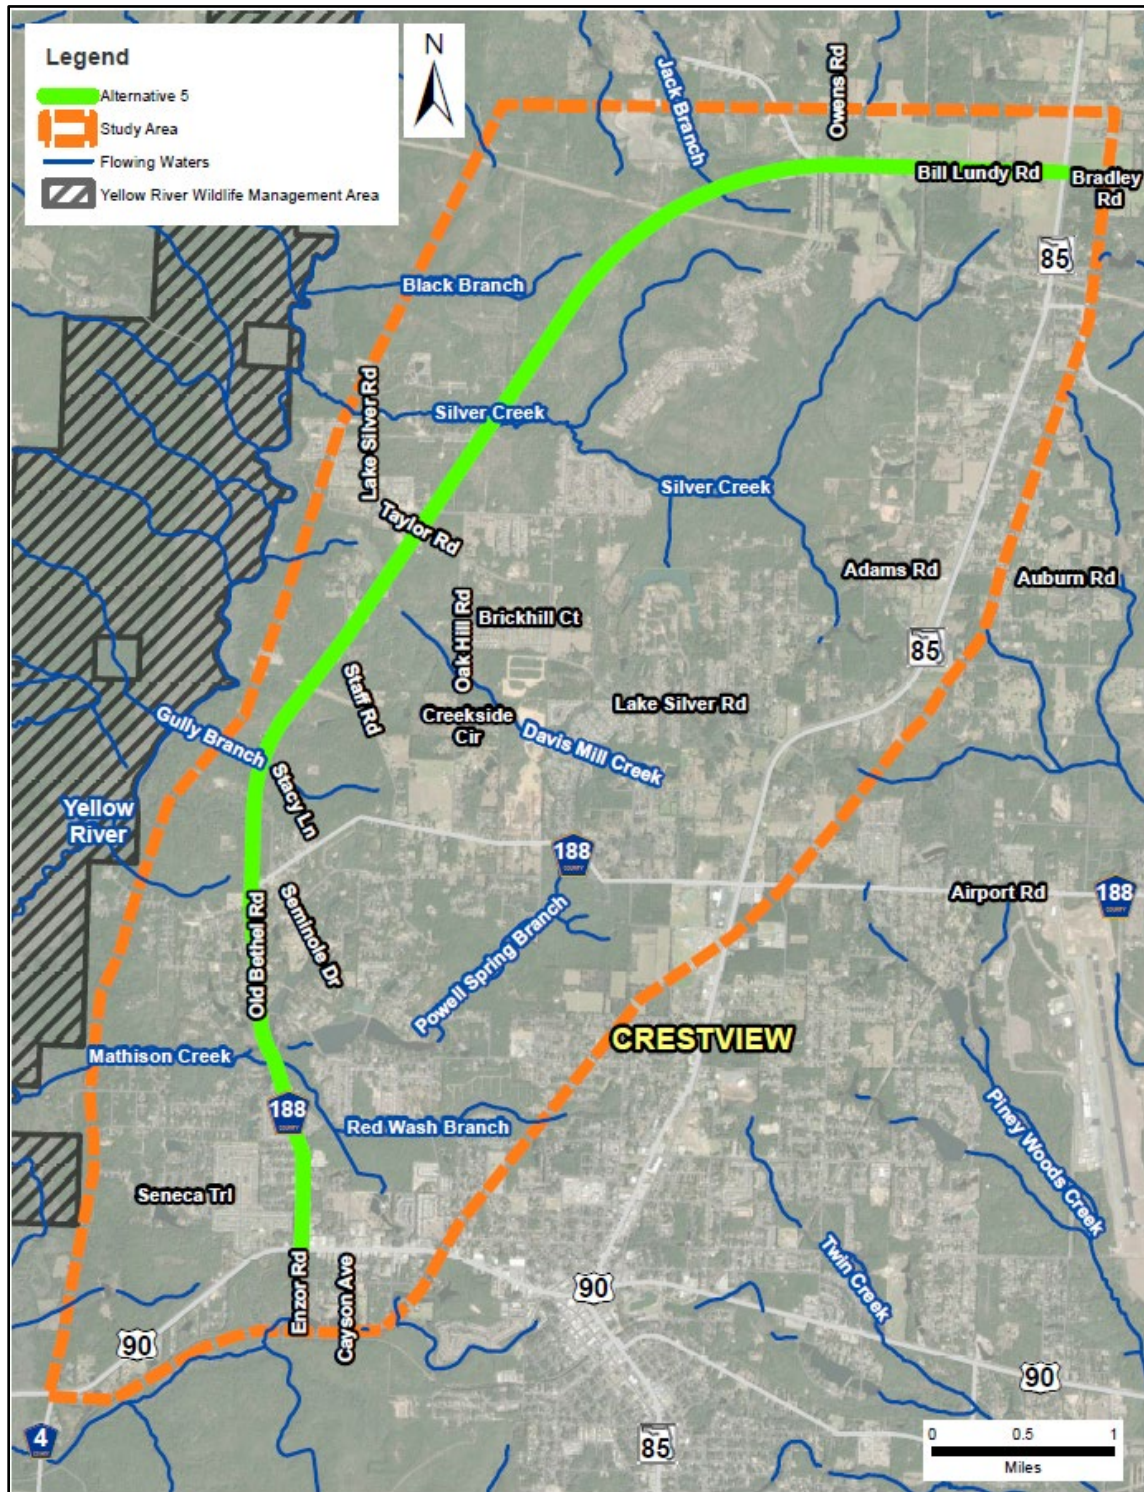 Legend
Alternative 5
Study Area
Flowing Waters
Yellow River Wildlife Management Area
N
Jack Branch
Owens Rd
Bill Lundy Rd
Bradley
Rd
85
Black Branch
Lake Silver Rd
Silver Creek
Silver Creek
Taylor Rd
Adams Rd
Auburn Rd
Oak Hill Rd
Brickhill Ct
85
Staff Rd
Creekside
Cir
Lake Silver Rd
Gully Branch
Davis Mill Creek
Stacy Ln
Yellow
River
188
COUNTY
Airport Rd
188
COUNTY
Old Bethel Rd
Seminole Dr
Powell Spring Branch
CRESTVIEW
Mathison Creek
188
COUNTY
Red Wash Branch
Piney Woods Creek
Seneca Trl
Twin Creek
Enzor Rd
Cayson Ave
90
90
90
4
COUNTY
85
0 0.5 1
Miles